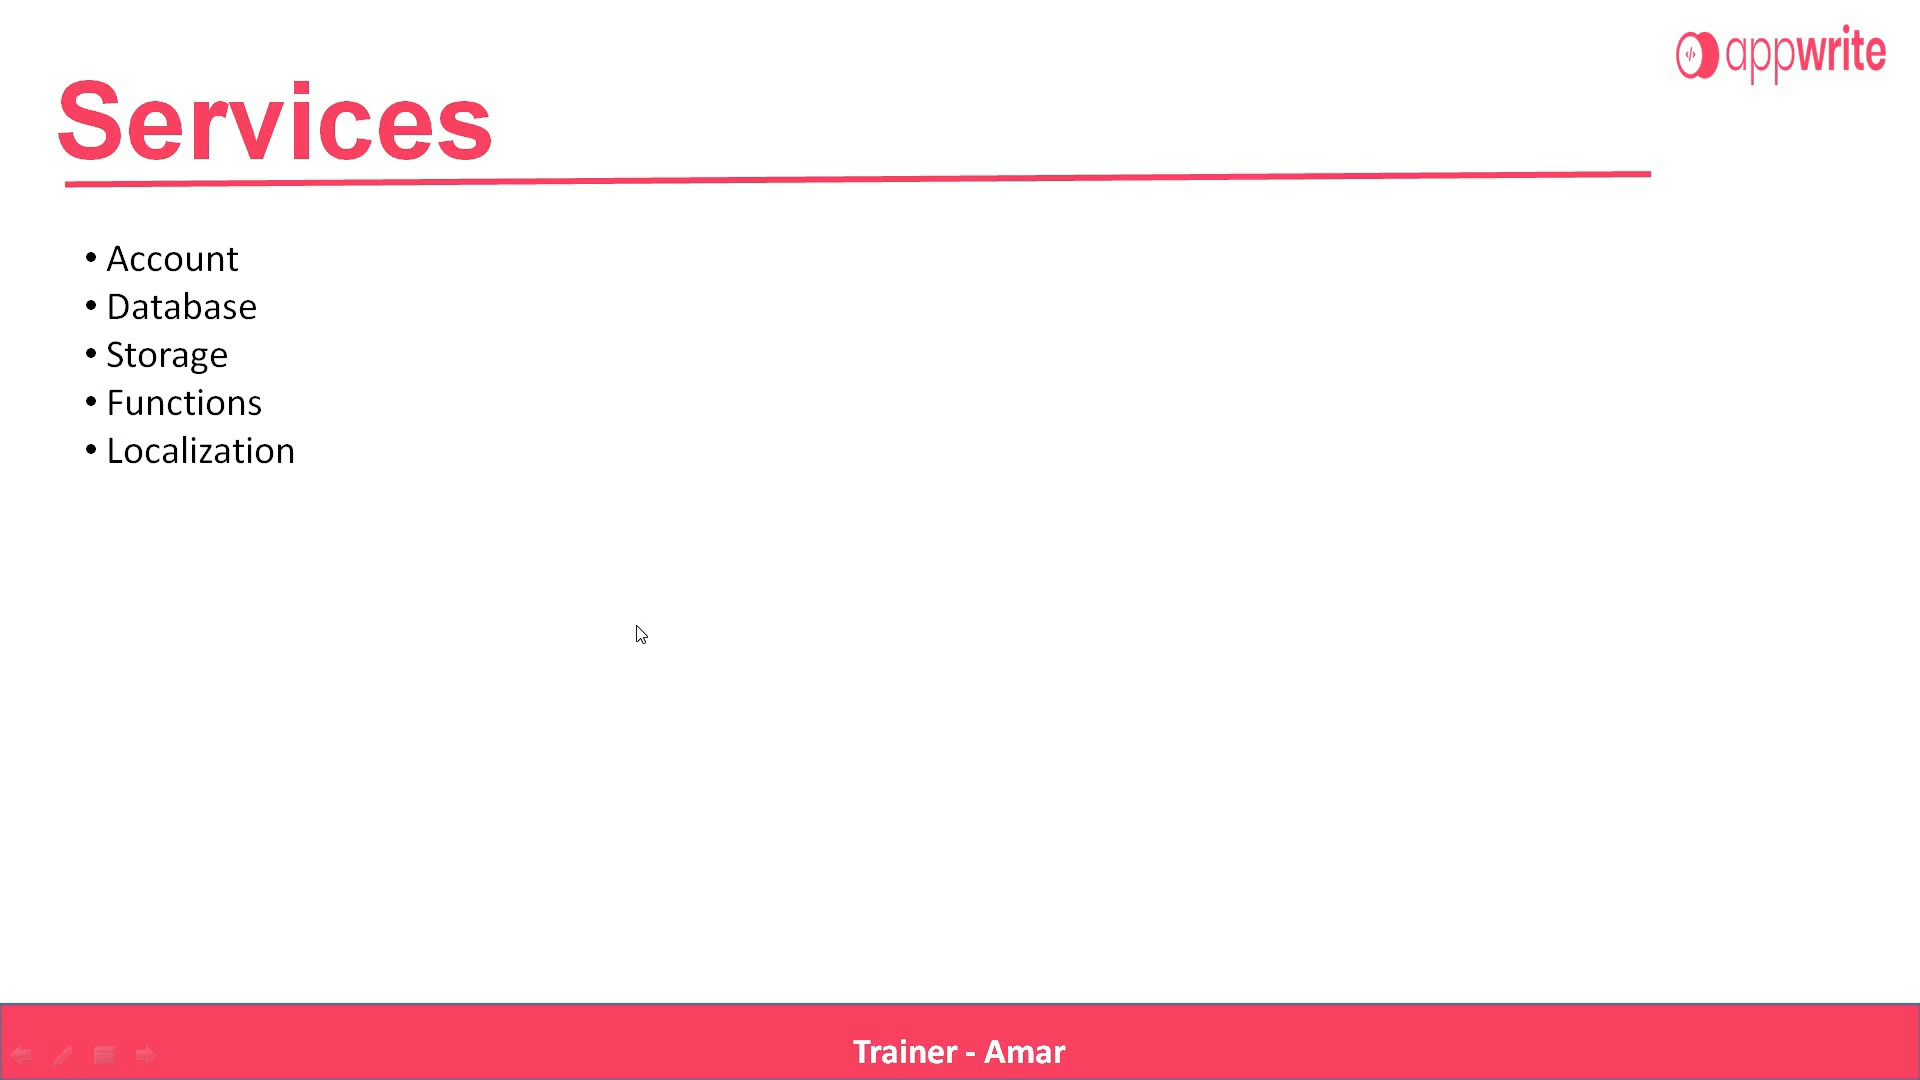 appwrite
Services
• Account
• Database
• Storage
• Functions
• Localization
Trainer - Amar